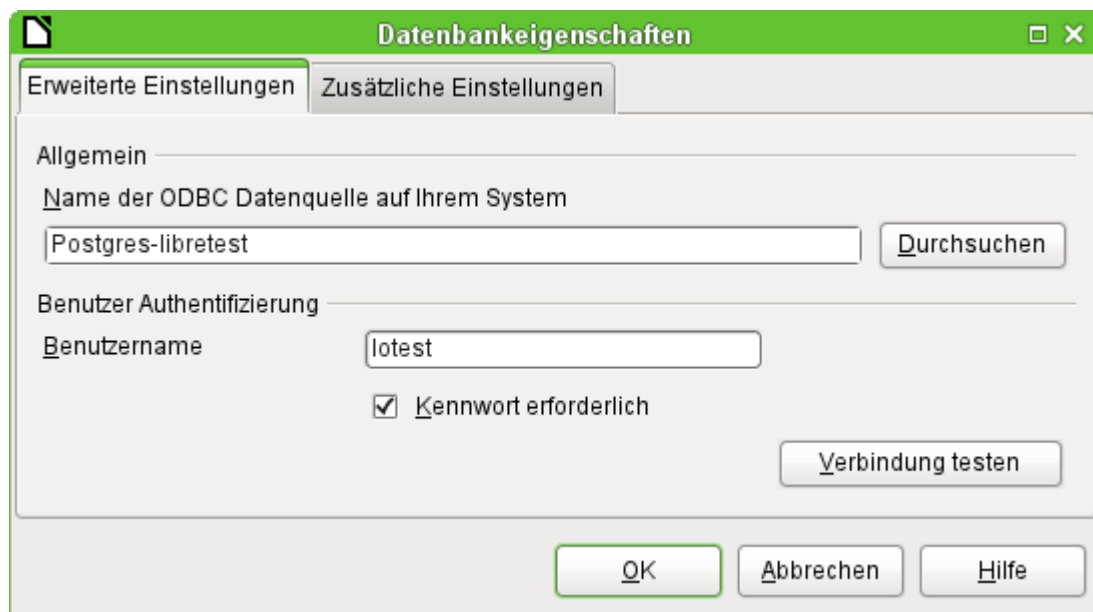 Datenbankeigenschaften
Erweiterte Einstellungen
Zusätzliche Einstellungen
Allgemein
Name der ODBC Datenquelle auf Ihrem System
Postgres-libretest
Durchsuchen
Benutzer Authentifizierung
Benutzername
lotest
Kennwort erforderlich
Verbindung testen
OK
Abbrechen
Hilfe